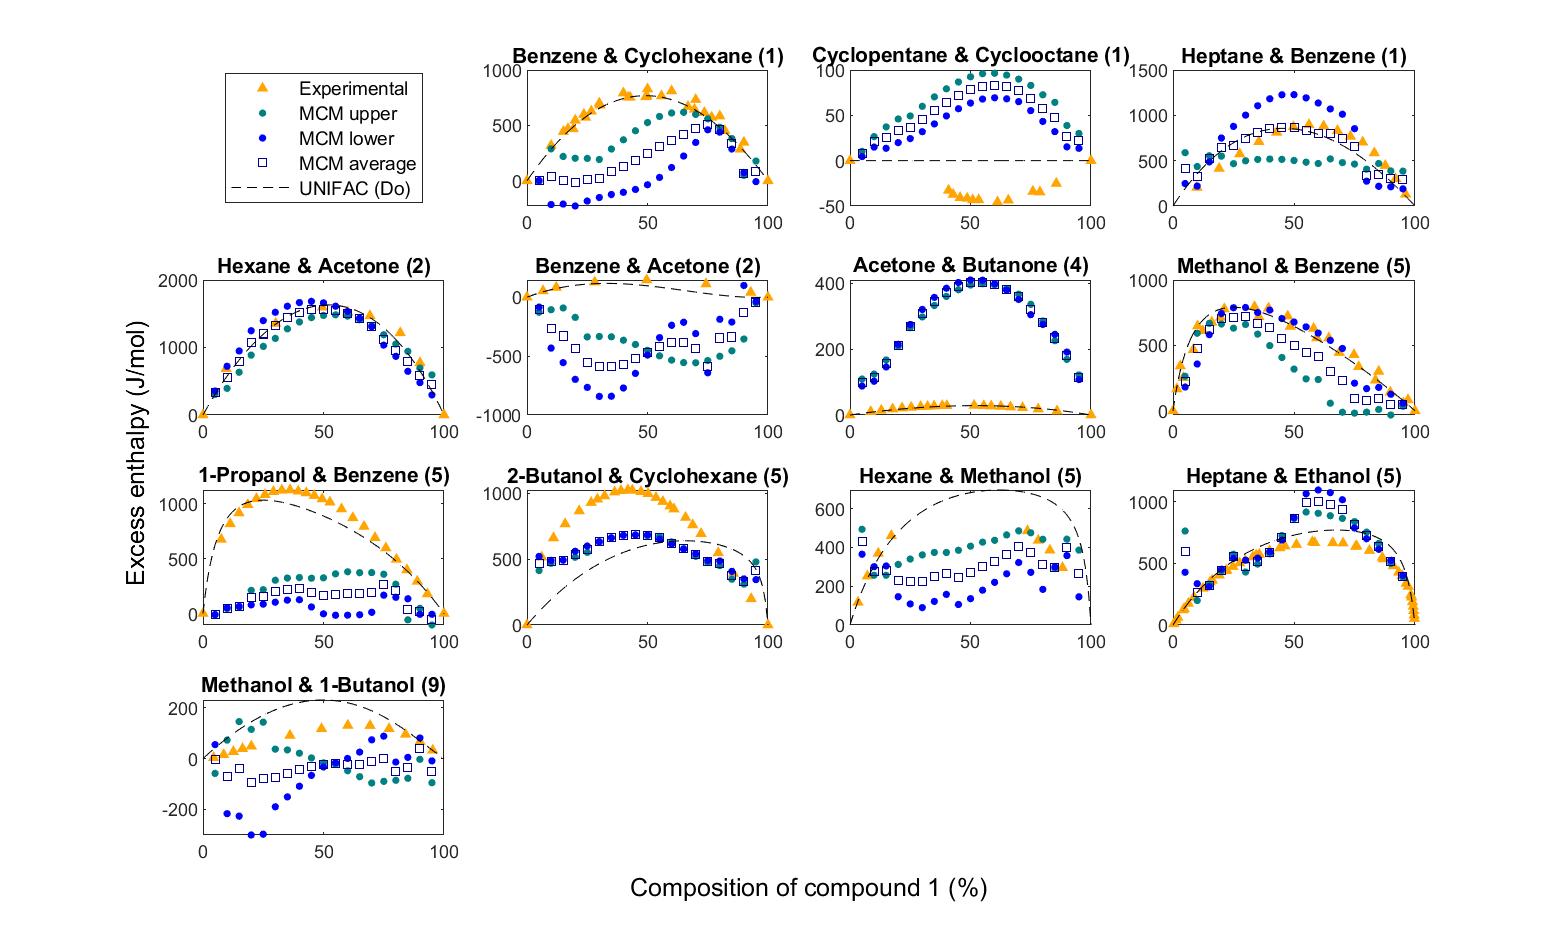 Experimental
MCM upper
MCM lower
MCM average
UNIFAC (Do)
Benzene & Cyclohexane (1)
1000
500
0
0 50 100
Cyclopentane & Cyclooctane (1)
100
50
0
-50
0 50 100
Heptane & Benzene (1)
1500
1000
500
0
0 50 100
Hexane & Acetone (2)
2000
1000
0
0 50 100
Benzene & Acetone (2)
0
-500
-1000
0 50 100
Acetone & Butanone (4)
400
200
0
0 50 100
Methanol & Benzene (5)
1000
500
0
0 50 100
1-Propanol & Benzene (5)
1000
500
0
0 50 100
2-Butanol & Cyclohexane (5)
1000
500
0
0 50 100
Hexane & Methanol (5)
600
400
200
0
0 50 100
Heptane & Ethanol (5)
1000
500
0
0 50 100
Methanol & 1-Butanol (9)
200
0
-200
0 50 100
Excess enthalpy (J/mol)
Composition of compound 1 (%)